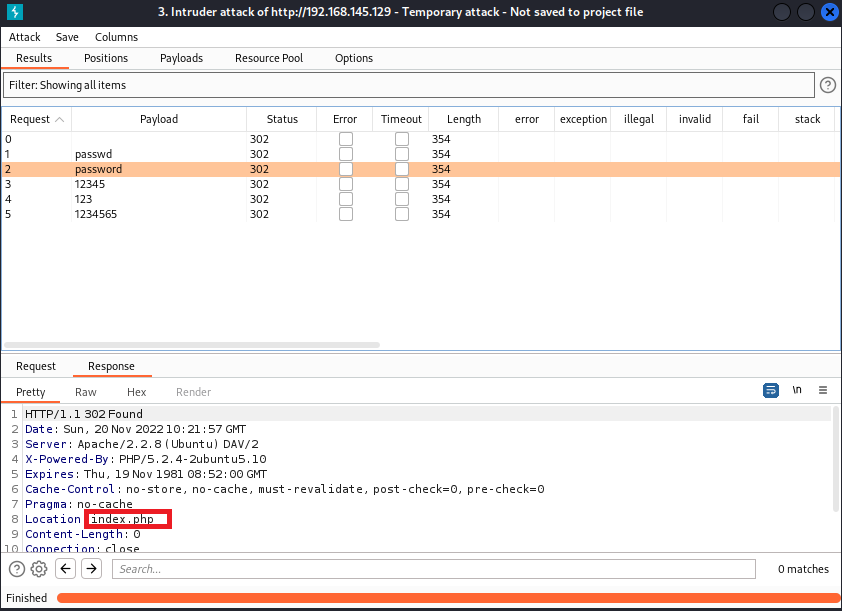 3. Intruder attack of http://192.168.145.129 - Temporary attack - Not saved to project file
Attack Save Columns
Results Positions Payloads Resource Pool Options
Filter: Showing all items ?
Request Payload Status Error Timeout Length error exception illegal invalid fail stack
0 302 354
1 passwd 302 354
2 password 302 354
3 12345 302 354
4 123 302 354
5 1234565 302 354
Request Response
Pretty Raw Hex Render \n
1 HTTP/1.1 302 Found
2 Date: Sun, 20 Nov 2022 10:21:57 GMT
3 Server: Apache/2.2.8 (Ubuntu) DAV/2
4 X-Powered-By: PHP/5.2.4-2ubuntu5.10
5 Expires: Thu, 19 Nov 1981 08:52:00 GMT
6 Cache-Control: no-store, no-cache, must-revalidate, post-check=0, pre-check=0
7 Pragma: no-cache
8 Location index.php
9 Content-Length: 0
10 Connection: close
? Search... 0 matches
Finished